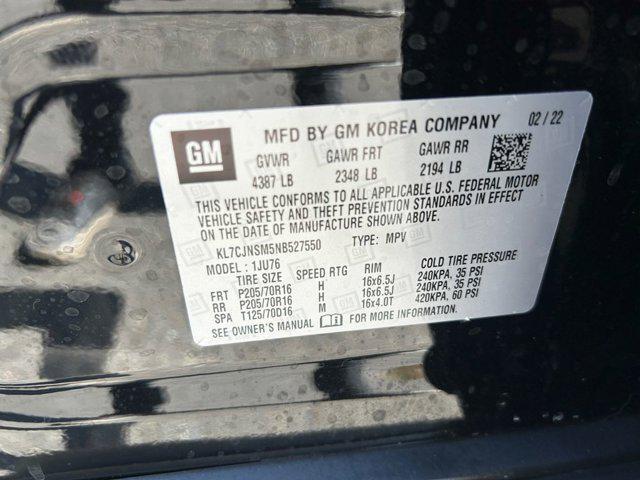 GM
MFD BY GM KOREA COMPANY 02/22
GVWR GAWR FRT GAWR RR
4387 LB 2348 LB 2194 LB
THIS VEHICLE CONFORMS TO ALL APPLICABLE U.S. FEDERAL MOTOR
VEHICLE SAFETY AND THEFT PREVENTION STANDARDS IN EFFECT
ON THE DATE OF MANUFACTURE SHOWN ABOVE.
KL7CJNSM5NB527550 TYPE: MPV
MODEL: 1JU76
TIRE SIZE SPEED RTG RIM COLD TIRE PRESSURE
FRT P205/70R16 H 16x6.5J 240KPA, 35 PSI
RR P205/70R16 H 16x6.5J 240KPA, 35 PSI
SPA T125/70D16 M 16x4.0T 420KPA, 60 PSI
SEE OWNER'S MANUAL FOR MORE INFORMATION